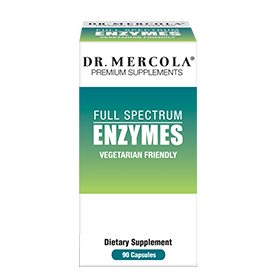 DR. MERCOLA®
PREMIUM SUPPLEMENTS
FULL SPECTRUM
ENZYMES
VEGETARIAN FRIENDLY
Dietary Supplement
90 Capsules